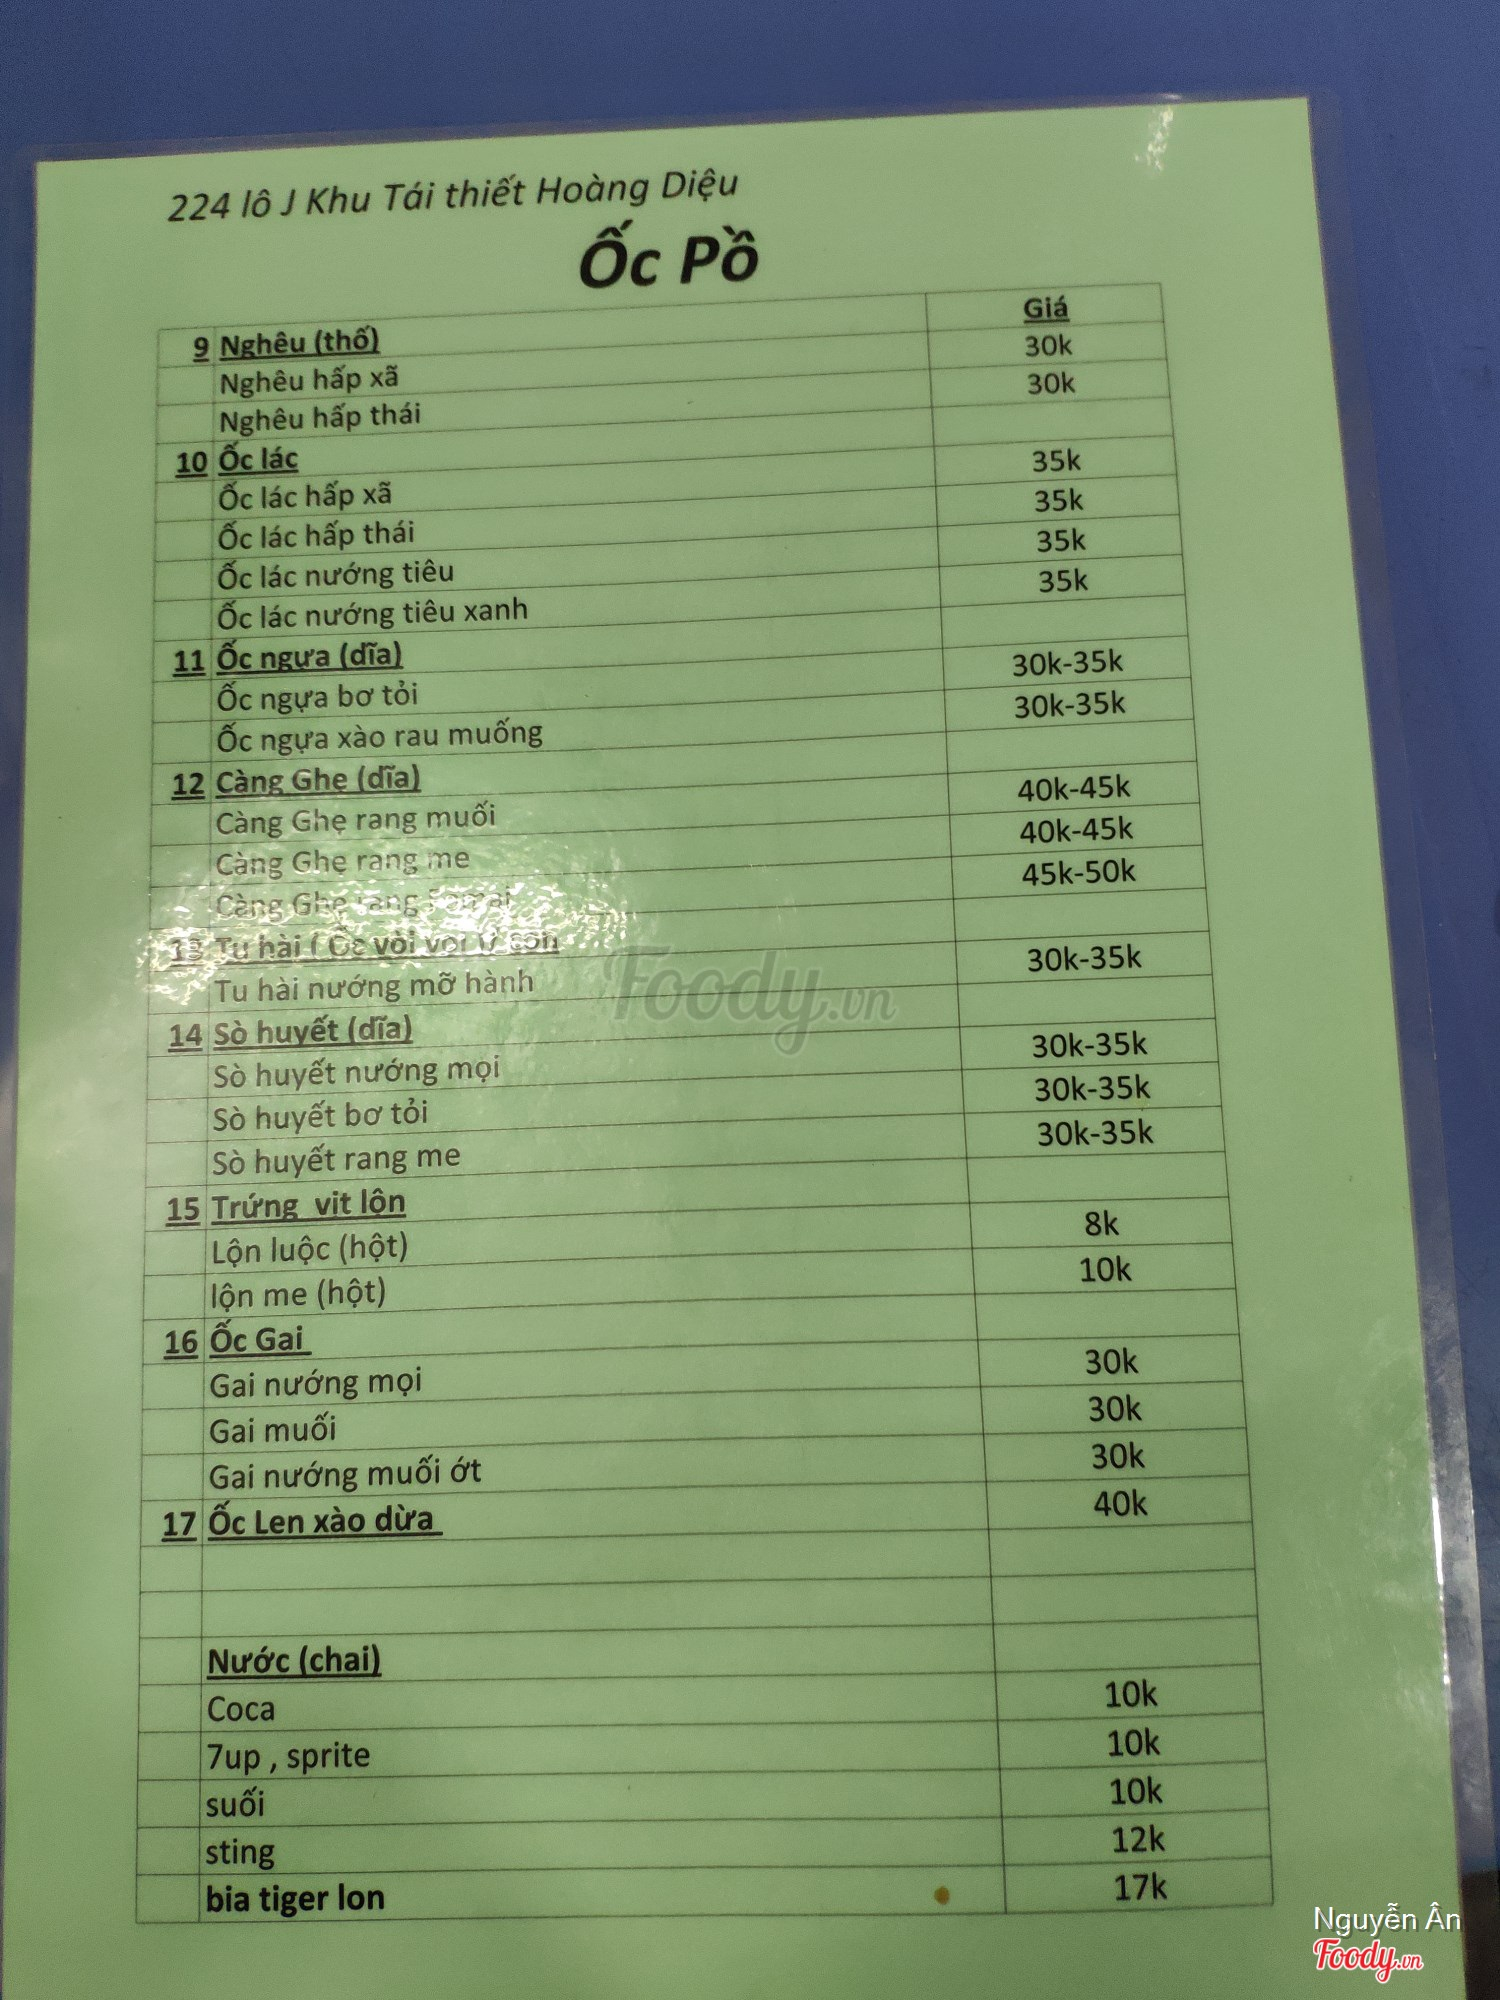 224 lô J Khu Tái thiết Hoàng Diệu
Ốc Pồ
Giá
9 Nghêu (thố)
Nghêu hấp xã 30k
Nghêu hấp thái 30k
10 Ốc lác
Ốc lác hấp xã 35k
Ốc lác hấp thái 35k
Ốc lác nướng tiêu 35k
Ốc lác nướng tiêu xanh 35k
11 Ốc ngựa (dĩa)
Ốc ngựa bơ tỏi 30k-35k
Ốc ngựa xào rau muống 30k-35k
12 Càng Ghẹ (dĩa)
Càng Ghẹ rang muối 40k-45k
Càng Ghẹ rang me 40k-45k
Càng Ghẹ rang 45k-50k
13 Tu hài ( Ốc vòi voi
Tu hài nướng mỡ hành 30k-35k
14 Sò huyết (dĩa)
Sò huyết nướng mọi 30k-35k
Sò huyết bơ tỏi 30k-35k
Sò huyết rang me 30k-35k
15 Trứng vịt lộn
Lộn luộc (hột) 8k
lộn me (hột) 10k
16 Ốc Gai
Gai nướng mọi 30k
Gai muối 30k
Gai nướng muối ớt 30k
17 Ốc Len xào dừa 40k
Nước (chai)
Coca 10k
7up , sprite 10k
suối 10k
sting 12k
bia tiger lon 17k
Foody.vn
Nguyễn Ân
Foody.vn